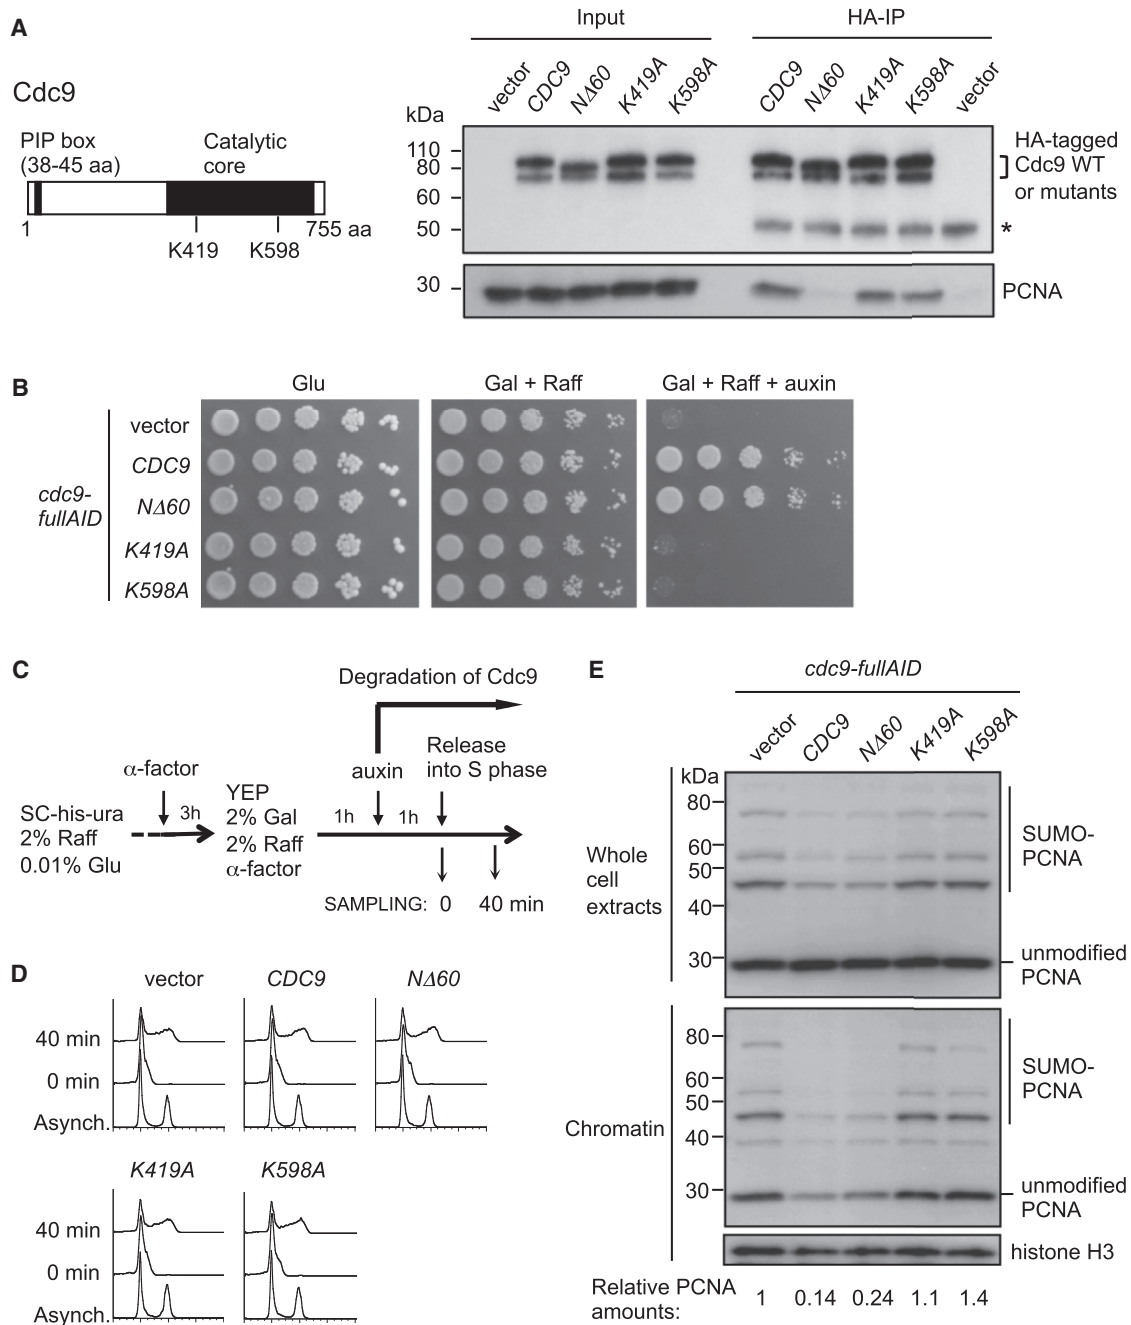 A
Cdc9
PIP box
(38-45 aa)
Catalytic
core
1
755 aa
K419
K598
Input
HA-IP
vector
CDC9
NΔ60
K419A
K598A
CDC9
NΔ60
K419A
K598A
vector
kDa
110
80
60
50
30
HA-tagged
Cdc9 WT
or mutants
*
PCNA
B
Glu
Gal + Raff
Gal + Raff + auxin
cdc9-
fullAID
vector
CDC9
NΔ60
K419A
K598A
C
Degradation of Cdc9
Release
into S phase
auxin
α-factor
3h
SC-his-ura
2% Raff
0.01% Glu
YEP
2% Gal
2% Raff
α-factor
1h
1h
SAMPLING: 0 40 min
D
vector
CDC9
NΔ60
40 min
0 min
Asynch.
K419A
K598A
40 min
0 min
Asynch.
E
cdc9-fullAID
vector
CDC9
NΔ60
K419A
K598A
kDa
80
60
50
40
30
Whole
cell
extracts
SUMO-
PCNA
unmodified
PCNA
80
60
50
40
30
Chromatin
SUMO-
PCNA
unmodified
PCNA
histone H3
Relative PCNA
amounts:
1 0.14 0.24 1.1 1.4